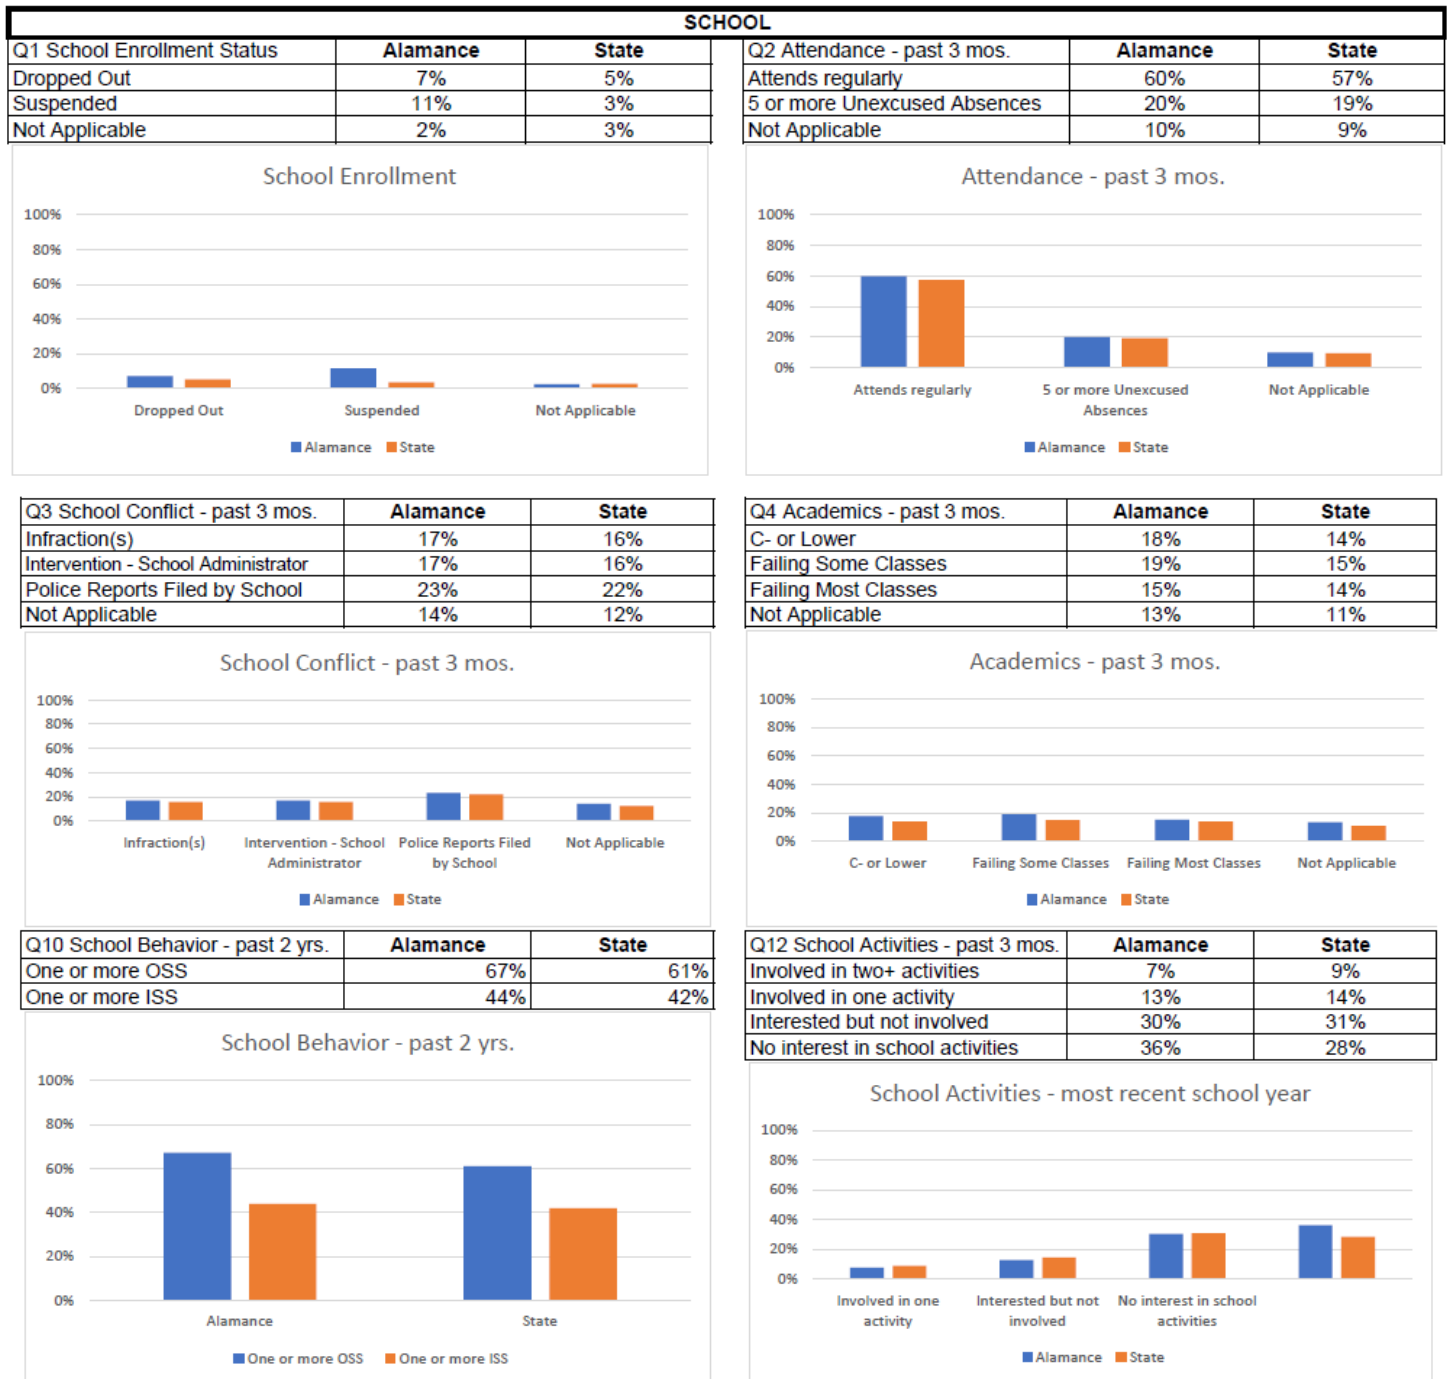 SCHOOL
Q1 School Enrollment Status Alamance State
Dropped Out 7% 5%
Suspended 11% 3%
Not Applicable 2% 3%
Q2 Attendance - past 3 mos. Alamance State
Attends regularly 60% 57%
5 or more Unexcused Absences 20% 19%
Not Applicable 10% 9%
School Enrollment
100%
80%
60%
40%
20%
0%
Dropped Out Suspended Not Applicable
Alamance State
Attendance - past 3 mos.
100%
80%
60%
40%
20%
0%
Attends regularly 5 or more Unexcused Not Applicable
Absences
Alamance State
Q3 School Conflict - past 3 mos. Alamance State
Infraction(s) 17% 16%
Intervention - School Administrator 17% 16%
Police Reports Filed by School 23% 22%
Not Applicable 14% 12%
Q4 Academics - past 3 mos. Alamance State
C- or Lower 18% 14%
Failing Some Classes 19% 15%
Failing Most Classes 15% 14%
Not Applicable 13% 11%
School Conflict - past 3 mos.
100%
80%
60%
40%
20%
0%
Infraction(s) Intervention - School Police Reports Filed Not Applicable
Administrator by School
Alamance State
Academics - past 3 mos.
100%
80%
60%
40%
20%
0%
C- or Lower Failing Some Classes Failing Most Classes Not Applicable
Alamance State
Q10 School Behavior - past 2 yrs. Alamance State
One or more OSS 67% 61%
One or more ISS 44% 42%
Q12 School Activities - past 3 mos. Alamance State
Involved in two+ activities 7% 9%
Involved in one activity 13% 14%
Interested but not involved 30% 31%
No interest in school activities 36% 28%
School Behavior - past 2 yrs.
100%
80%
60%
40%
20%
0%
Alamance State
One or more OSS One or more ISS
School Activities - most recent school year
100%
80%
60%
40%
20%
0%
Involved in one Interested but not No interest in school
activity involved activities
Alamance State